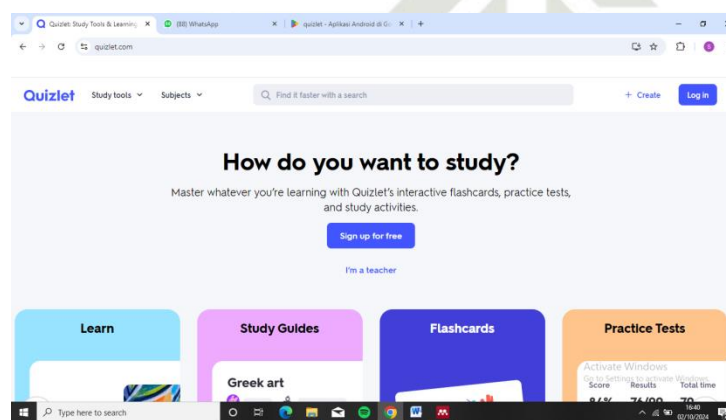 Quizlet: Study Tools & Learning
(88) WhatsApp
quizlet - Aplikasi Android di Go
quizlet.com
Quizlet
Study tools
Subjects
Find it faster with a search
+ Create
Log in
How do you want to study?
Master whatever you're learning with Quizlet's interactive flashcards, practice tests,
and study activities.
Sign up for free
I'm a teacher
Learn
Study Guides
Flashcards
Practice Tests
Greek art
Activate Windows
Go to Settings to activate Windows.
Score Results Total time
84% 76/90
Type here to search
16:40
02/10/2024